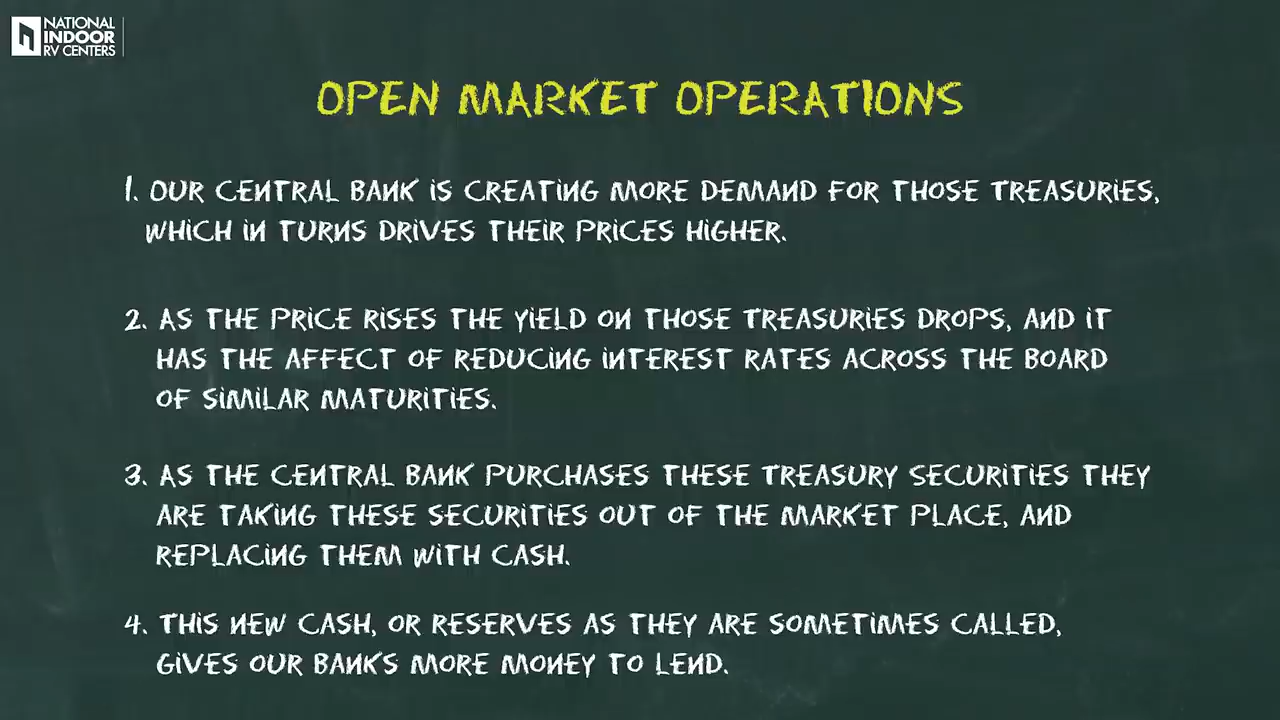 NATIONAL
INDOOR
RV CENTERS
OPEN MARKET OPERATIONS
1. OUR CENTRAL BANK IS CREATING MORE DEMAND FOR THOSE TREASURIES,
WHICH IN TURNS DRIVES THEIR PRICES HIGHER.
2. AS THE PRICE RISES THE YIELD ON THOSE TREASURIES DROPS, AND IT
HAS THE AFFECT OF REDUCING INTEREST RATES ACROSS THE BOARD
OF SIMILAR MATURITIES.
3. AS THE CENTRAL BANK PURCHASES THESE TREASURY SECURITIES THEY
ARE TAKING THESE SECURITIES OUT OF THE MARKET PLACE, AND
REPLACING THEM WITH CASH.
4. THIS NEW CASH, OR RESERVES AS THEY ARE SOMETIMES CALLED,
GIVES OUR BANKS MORE MONEY TO LEND.